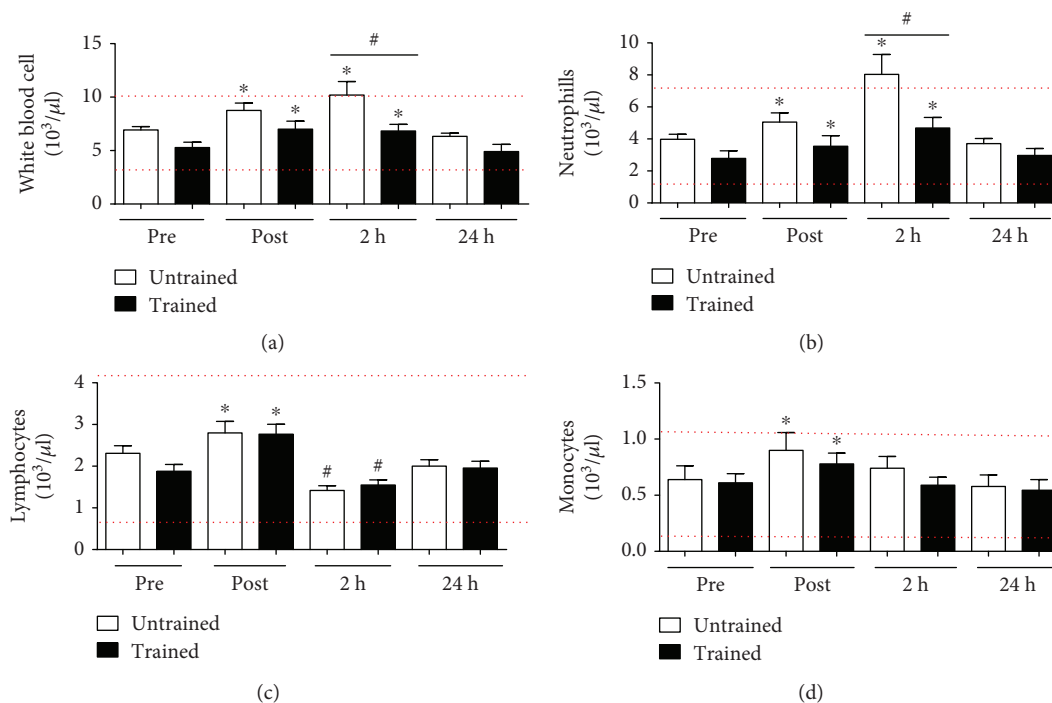 White blood cell
(10³/μl)
15
10
5
0
*
*
*
*
#
Pre
Post
2 h
24 h
Untrained
Trained
(a)
Neutrophills
(10³/μl)
10
8
6
4
2
0
*
*
*
*
#
Pre
Post
2 h
24 h
Untrained
Trained
(b)
Lymphocytes
(10³/μl)
4
3
2
1
0
*
*
#
#
Pre
Post
2 h
24 h
Untrained
Trained
(c)
Monocytes
(10³/μl)
1.5
1.0
0.5
0.0
*
*
Pre
Post
2 h
24 h
Untrained
Trained
(d)